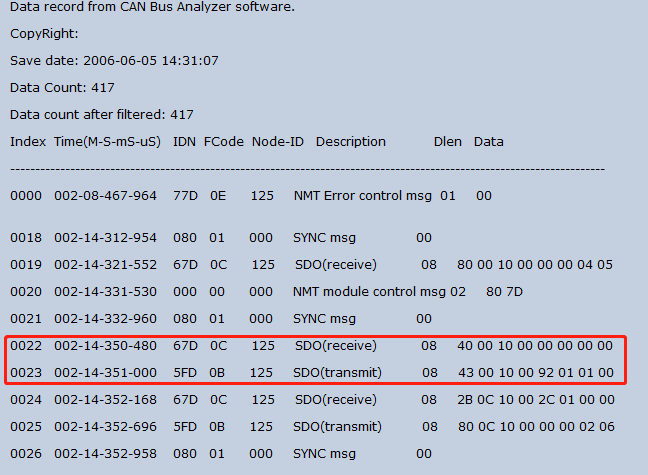 Data record from CAN Bus Analyzer software.
CopyRight:
Save date: 2006-06-05 14:31:07
Data Count: 417
Data count after filtered: 417
Index Time(M-S-mS-uS) IDN FCode Node-ID Description Dlen Data
--------------------------------------------------------------------------------------------------------------
0000 002-08-467-964 77D 0E 125 NMT Error control msg 01 00
0018 002-14-312-954 080 01 000 SYNC msg 00
0019 002-14-321-552 67D 0C 125 SDO(receive) 08 80 00 10 00 00 00 04 05
0020 002-14-331-530 000 00 000 NMT module control msg 02 80 7D
0021 002-14-332-960 080 01 000 SYNC msg 00
0022 002-14-350-480 67D 0C 125 SDO(receive) 08 40 00 10 00 00 00 00 00
0023 002-14-351-000 5FD 0B 125 SDO(transmit) 08 43 00 10 00 92 01 01 00
0024 002-14-352-168 67D 0C 125 SDO(receive) 08 2B 0C 10 00 2C 01 00 00
0025 002-14-352-696 5FD 0B 125 SDO(transmit) 08 80 0C 10 00 00 00 02 06
0026 002-14-352-958 080 01 000 SYNC msg 00